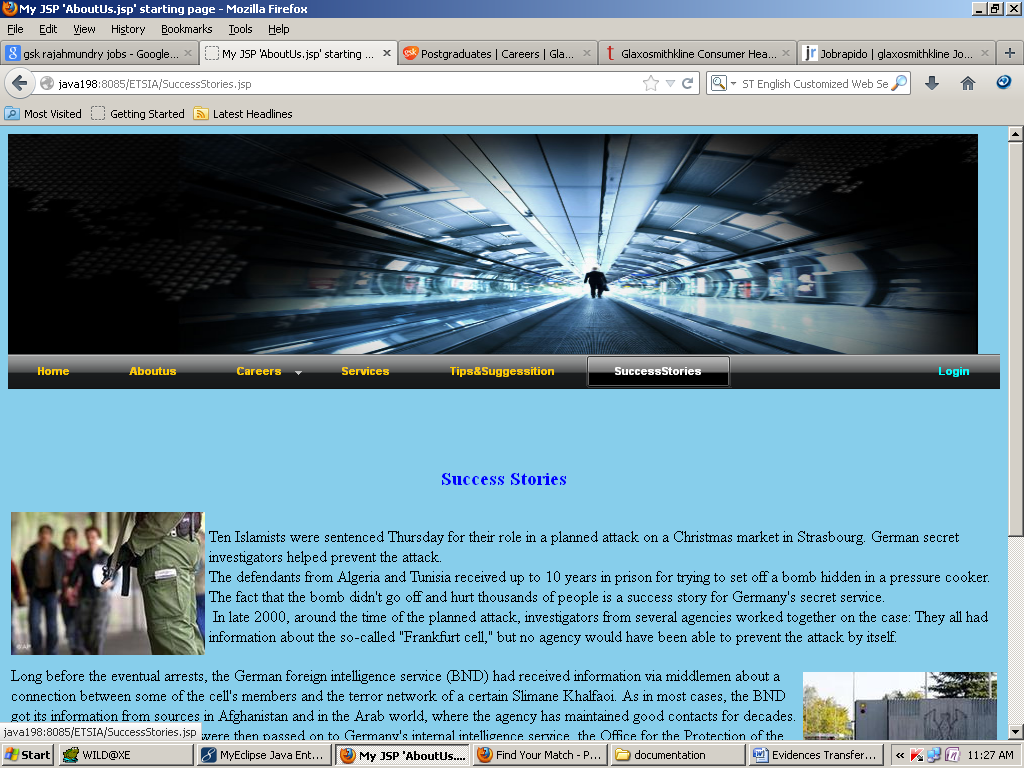 My JSP 'AboutUs.jsp' starting page - Mozilla Firefox
File Edit View History Bookmarks Tools Help
gsk rajahmundry jobs - Google...
My JSP 'AboutUs.jsp' starting ...
Postgraduates | Careers | Gla...
Glaxosmithkline Consumer Hea...
Jobrapido | glaxosmithkline Jo...
java198:8085/ETSIA/SuccessStories.jsp
ST English Customized Web Se
Most Visited Getting Started Latest Headlines
Home Aboutus Careers Services Tips&Suggessition SuccessStories Login
Success Stories
Ten Islamists were sentenced Thursday for their role in a planned attack on a Christmas market in Strasbourg. German secret
investigators helped prevent the attack.
The defendants from Algeria and Tunisia received up to 10 years in prison for trying to set off a bomb hidden in a pressure cooker.
The fact that the bomb didn't go off and hurt thousands of people is a success story for Germany's secret service.
In late 2000, around the time of the planned attack, investigators from several agencies worked together on the case: They all had
information about the so-called "Frankfurt cell," but no agency would have been able to prevent the attack by itself.
©AP
Long before the eventual arrests, the German foreign intelligence service (BND) had received information via middlemen about a
connection between some of the cell's members and the terror network of a certain Slimane Khalfaoi. As in most cases, the BND
got its information from sources in Afghanistan and in the Arab world, where the agency has maintained good contacts for decades.
were then passed on to Germany's internal intelligence service, the Office for the Protection of the
java198:8085/ETSIA/SuccessStories.jsp
Start
WILD@XE
MyEclipse Java Ent...
My JSP 'AboutUs....
Find Your Match - P...
documentation
Evidences Transfer...
11:27 AM